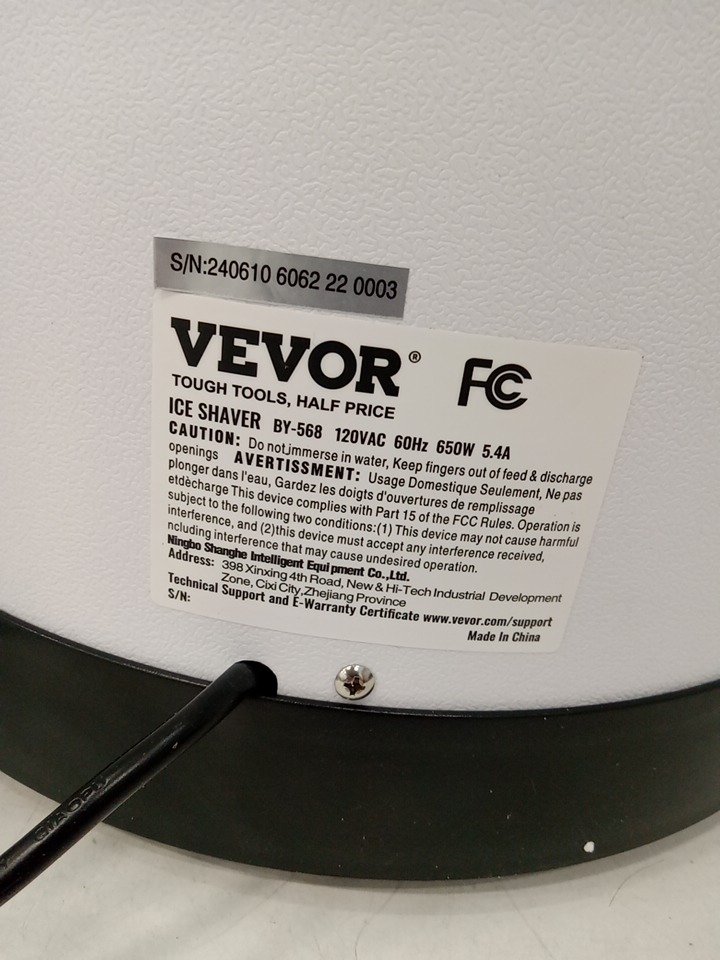 S/N:240610 6062 22 0003
VEVOR®
FC
TOUGH TOOLS, HALF PRICE
ICE SHAVER BY-568 120VAC 60Hz 650W 5.4A
CAUTION: Do not immerse in water, Keep fingers out of feed & discharge
openings AVERTISSMENT: Usage Domestique Seulement, Ne pas
plonger dans l'eau, Gardez les doigts d'ouvertures de remplissage
etdècharge This device complies with Part 15 of the FCC Rules. Operation is
subject to the following two conditions:(1) This device may not cause harmful
interference, and (2)this device must accept any interference received,
ncluding interference that may cause undesired operation.
Ningbo Shanghe Intelligent Equipment Co.,Ltd.
Address: 398 Xinxing 4th Road, New & Hi-Tech Industrial Development
Zone, Cixi City,Zhejiang Province
Technical Support and E-Warranty Certificate www.vevor.com/support
S/N:
Made In China